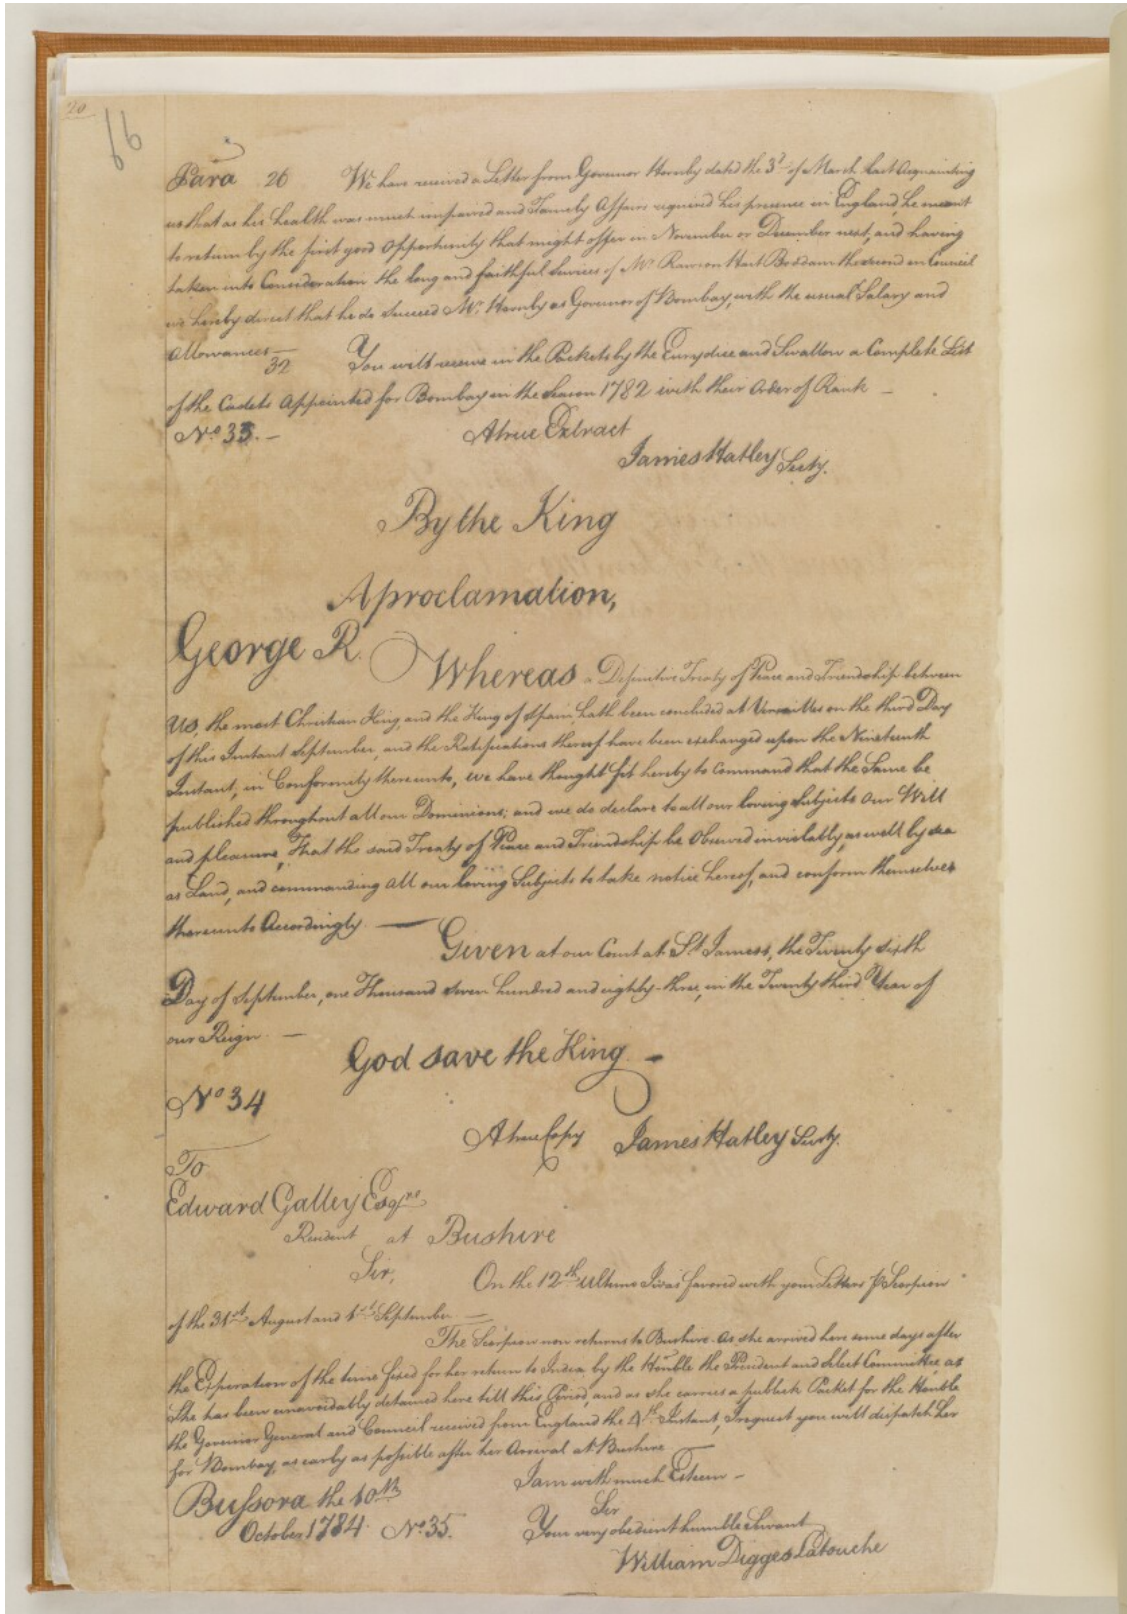 20
66
Para 26 We have received a Letter from Governor Hornby dated the 3d. of March last Acquainting
us that as his health was much impaired and Family Affairs required his presence in England, he meant
to return by the first good opportunity that might offer in November or December next, and having
taken into Consideration the long and faithful Services of Mr. Rawson Hart Boddam the second in Council
we hereby direct that he do succeed Mr. Hornby as Governor of Bombay, with the usual Salary and
Allowances —
32 You will receive in the Packets by the Eurydice and Swallow a Complete List
of the Cadets Appointed for Bombay in the Season 1782 with their Order of Rank —
No. 33. — A true Extract
James Hatley Secty.
By the King
A proclamation,
George R. Whereas a Definitive Treaty of Peace and Friendship between
us, the most Christian King, and the King of Spain, hath been concluded at Versailles on the third Day
of this Instant September, and the Ratifications thereof have been exchanged upon the Nineteenth
Instant, in Conformity thereunto, we have thought fit hereby to Command that the Same be
published throughout all our Dominions; and we do declare to all our loving Subjects our Will
and pleasure, That the said Treaty of Peace and Friendship be Observed inviolably, as well by sea
as Land, and commanding all our loving Subjects to take notice hereof, and conform themselves
thereunto Accordingly —
Given at our Court at St. James's, the Twenty sixth
Day of September, one Thousand seven hundred and eighty-three, in the Twenty third Year of
our Reign —
God save the King —
No 34
A true Copy James Hatley Secty.
To
Edward Galley Esqre
Resident at Bushire
Sir,
On the 12th ultimo I was favored with your Letters p Scorpion
of the 31st August and 1st September —
The Scorpion now returns to Bushire. As she arrived here some days after
the Experation of the time fixed for her return to India by the Honble the President and Select Committee, as
She has been unavoidably detained here till this Period, and as she carries a publick Packet for the Honble
the Governor General and Council received from England the 4th Instant, I request you will dispatch her
for Bombay, as early as possible after her Arrival at Bushire
I am with much Esteem —
Sir
Bussora the 10th
October 1784. No. 35. Your very obedient humble Servant
William Digges Latouche